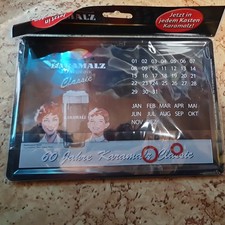 Jetzt in
jedem Kasten
Karamalz!
KARAMALZ
Classic
01 02 03 04 05 06 07
08 09 10 11 12 13 14
15 16 17 18 19 20 21
22 23 24 25 26 27 28
29 30 31
JAN FEB MAR APR MAI
JUN JUL AUG SEP OKT
NOV
60 Jahre Karamalz Classic